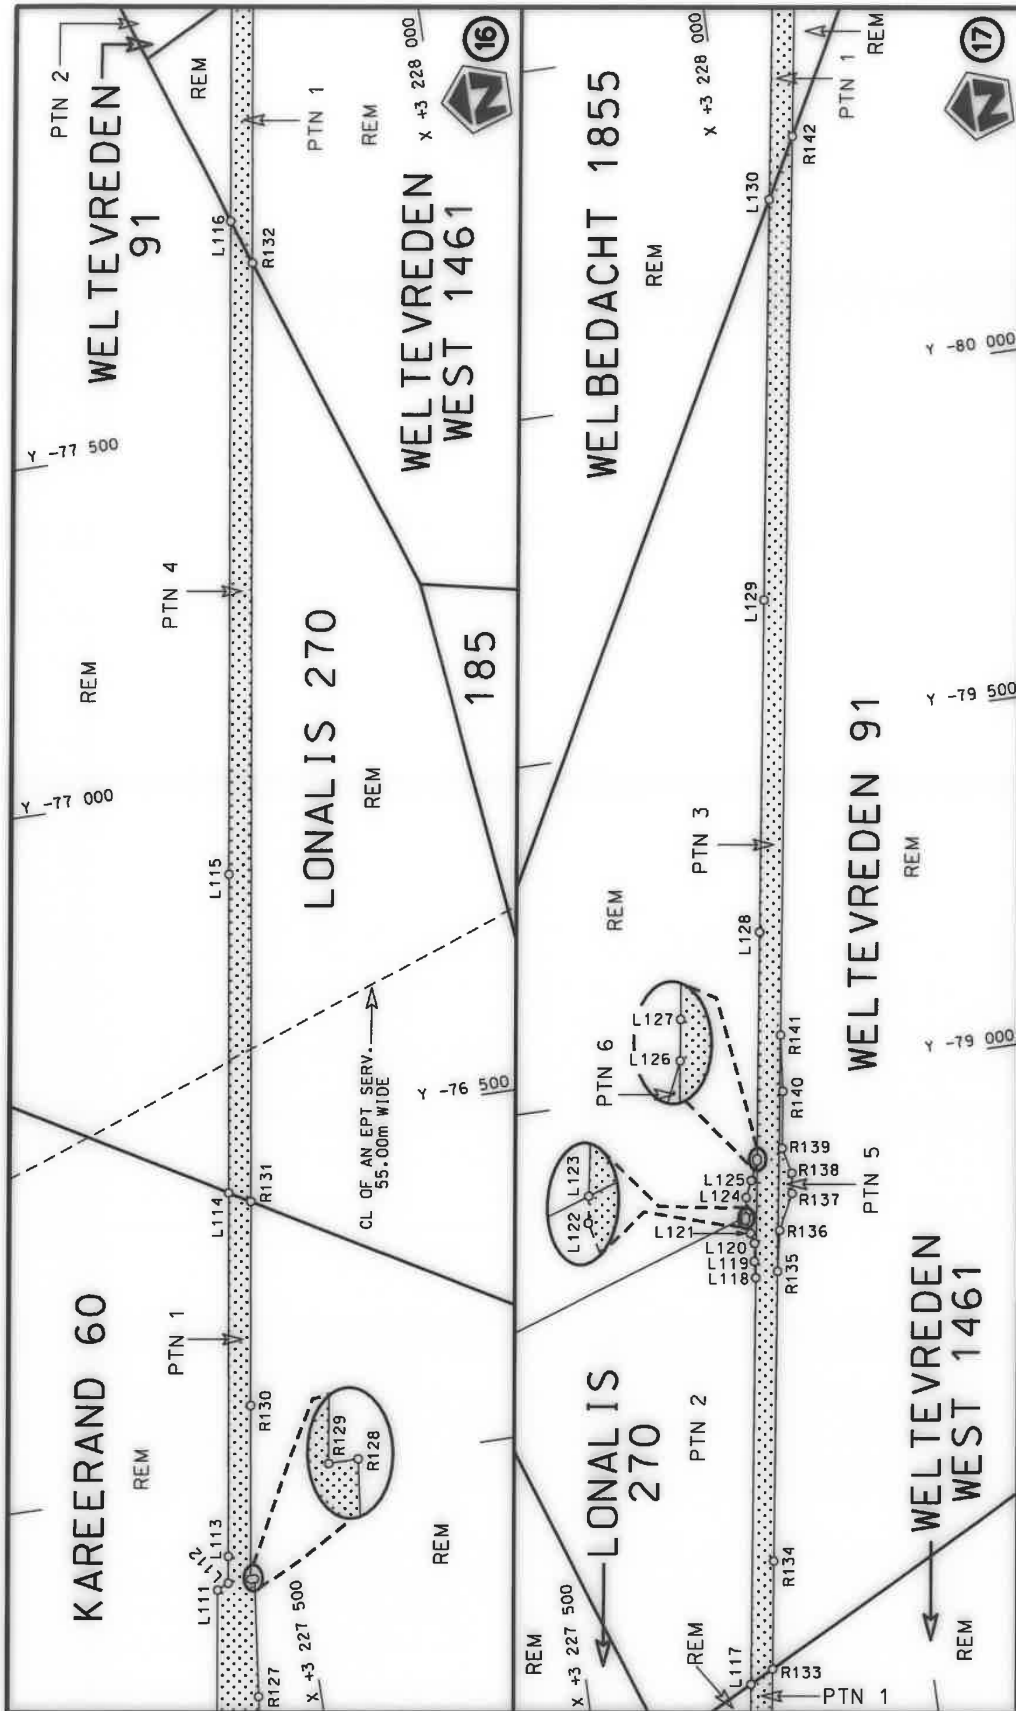 PTN 2
WELTEVREDEN
91
REM
PTN 1
REM
X +3 228 000
16
N
L116
R132
WELTEVREDEN
WEST 1461
Y -77 500
PTN 4
REM
LONALIS 270
REM
185
Y -77 000
L115
CL OF AN EPT SERV.
55.00m WIDE
Y -76 500
L114
R131
KAREERAND 60
REM
PTN 1
R130
R129
R128
L113
L112
L111
R127
X +3 227 500
REM
WELBEDACHT 1855
REM
X +3 228 000
PTN 1
REM
17
N
R142
L130
Y -80 000
L129
Y -79 500
PTN 3
WELTEVREDEN 91
REM
REM
L128
L127
L126
PTN 6
R141
R140
Y -79 000
R139
R138
R137
PTN 5
R136
R135
L125
L124
L123
L122
L121
L120
L119
L118
LONALIS
270
PTN 2
WELTEVREDEN
WEST 1461
R134
REM
X +3 227 500
REM
L117
R133
PTN 1
REM